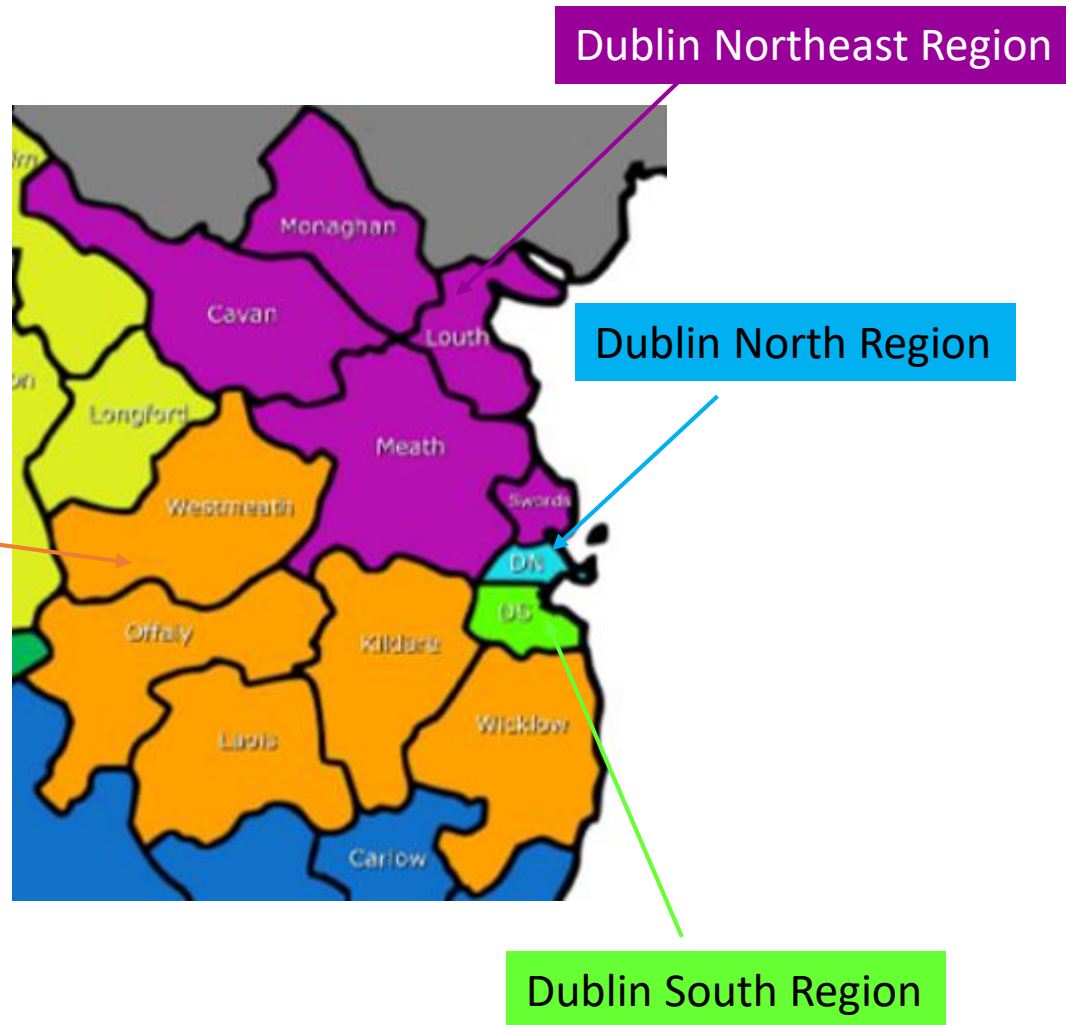 Dublin Northeast Region
Monaghan
Cavan
Louth
Dublin North Region
Longford
Meath
Westmeath
Swords
DN
DS
Offaly
Kildare
Laois
Wicklow
Carlow
Dublin South Region